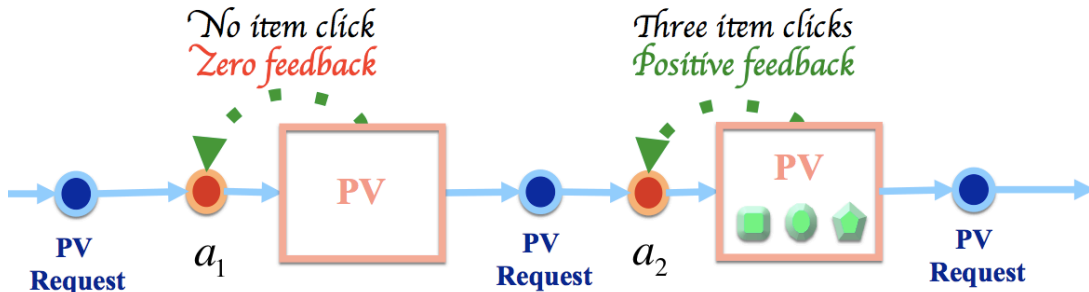 No item click
Zero feedback
Three item clicks
Positive feedback
PV
PV
PV
Request
a1
PV
Request
a2
PV
Request